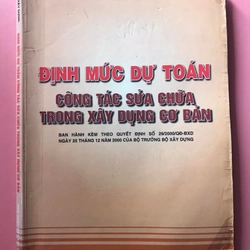 ĐỊNH MỨC DỰ TOÁN
CÔNG TÁC SỬA CHỮA
TRONG XÂY DỰNG CƠ BẢN
BAN HÀNH KÈM THEO QUYẾT ĐỊNH SỐ 29/2000/QĐ-BXD
NGÀY 25 THÁNG 12 NĂM 2000 CỦA BỘ TRƯỞNG BỘ XÂY DỰNG